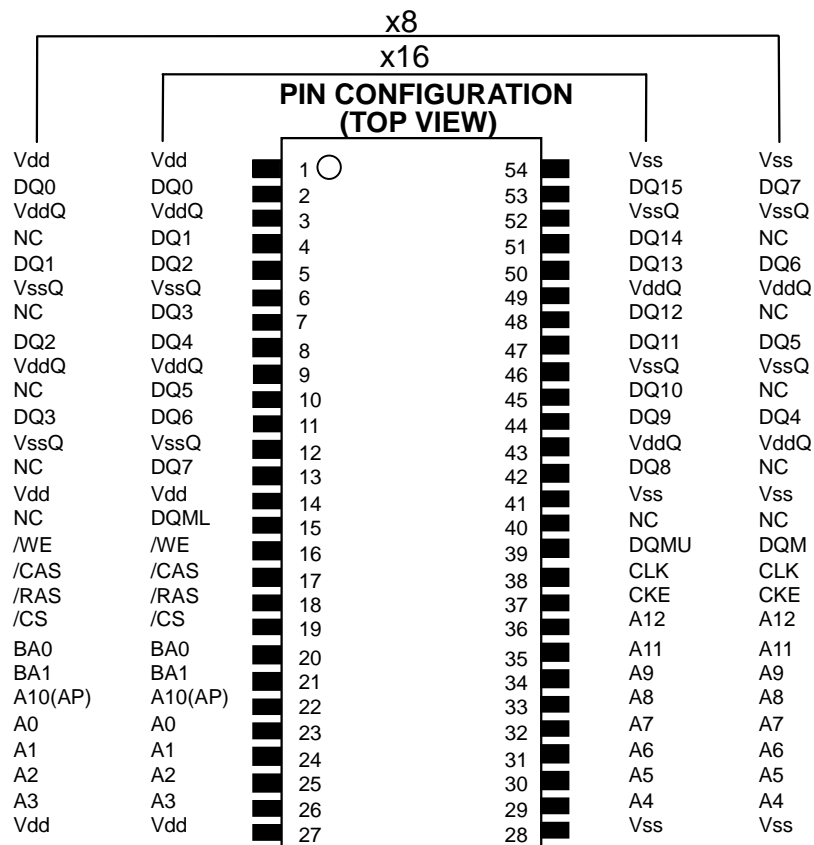 x8
x16
PIN CONFIGURATION
(TOP VIEW)
Vdd Vdd 1 54 Vss Vss
DQ0 DQ0 2 53 DQ15 DQ7
VddQ VddQ 3 52 VssQ VssQ
NC DQ1 4 51 DQ14 NC
DQ1 DQ2 5 50 DQ13 DQ6
VssQ VssQ 6 49 VddQ VddQ
NC DQ3 7 48 DQ12 NC
DQ2 DQ4 8 47 DQ11 DQ5
VddQ VddQ 9 46 VssQ VssQ
NC DQ5 10 45 DQ10 NC
DQ3 DQ6 11 44 DQ9 DQ4
VssQ VssQ 12 43 VddQ VddQ
NC DQ7 13 42 DQ8 NC
Vdd Vdd 14 41 Vss Vss
NC DQML 15 40 NC NC
/WE /WE 16 39 DQMU DQM
/CAS /CAS 17 38 CLK CLK
/RAS /RAS 18 37 CKE CKE
/CS /CS 19 36 A12 A12
BA0 BA0 20 35 A11 A11
BA1 BA1 21 34 A9 A9
A10(AP) A10(AP) 22 33 A8 A8
A0 A0 23 32 A7 A7
A1 A1 24 31 A6 A6
A2 A2 25 30 A5 A5
A3 A3 26 29 A4 A4
Vdd Vdd 27 28 Vss Vss